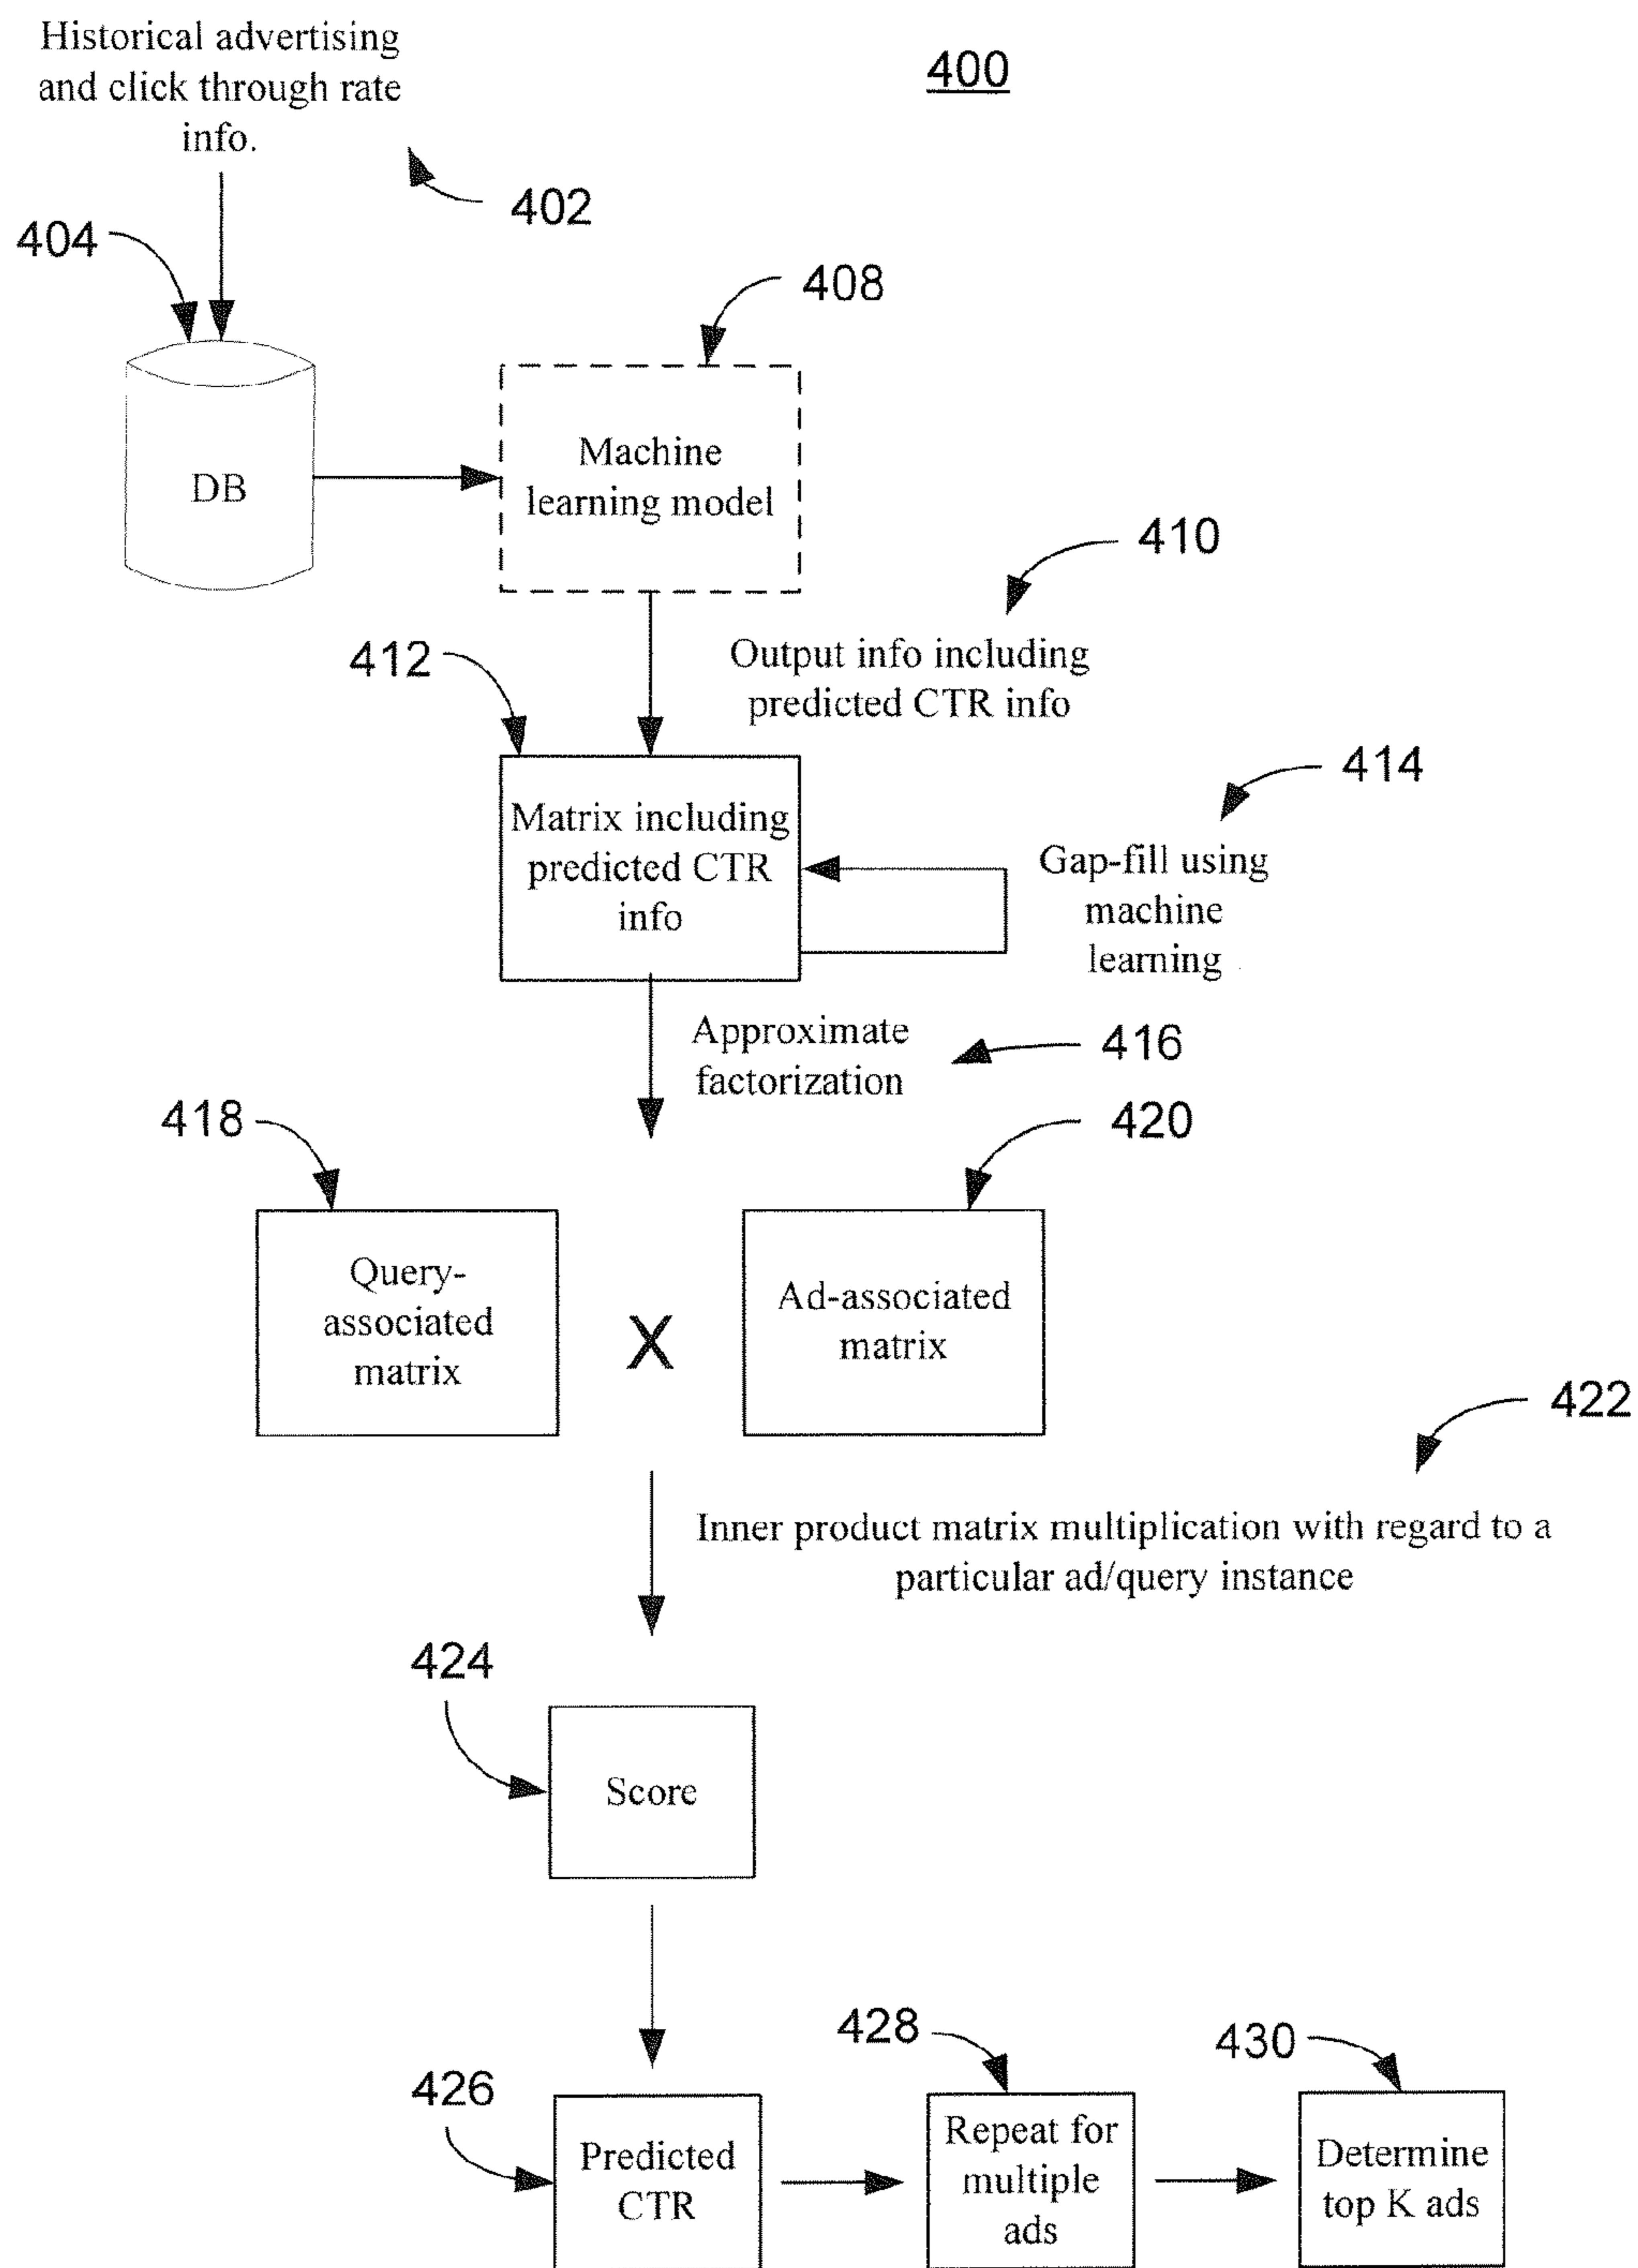 Historical advertising
and click through rate
info.
400
402
404
408
DB
Machine
learning model
410
412
Output info including
predicted CTR info
414
Matrix including
predicted CTR
info
Gap-fill using
machine
learning
Approximate
factorization
416
418
420
Query-
associated
matrix
X
Ad-associated
matrix
422
Inner product matrix multiplication with regard to a
particular ad/query instance
424
Score
426
428
430
Predicted
CTR
Repeat for
multiple
ads
Determine
top K ads